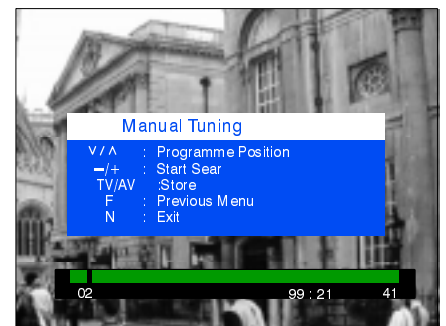 Manual Tuning
V / Λ : Programme Position
–/+ : Start Sear
TV/AV :Store
F : Previous Menu
N : Exit
02 99 : 21 41